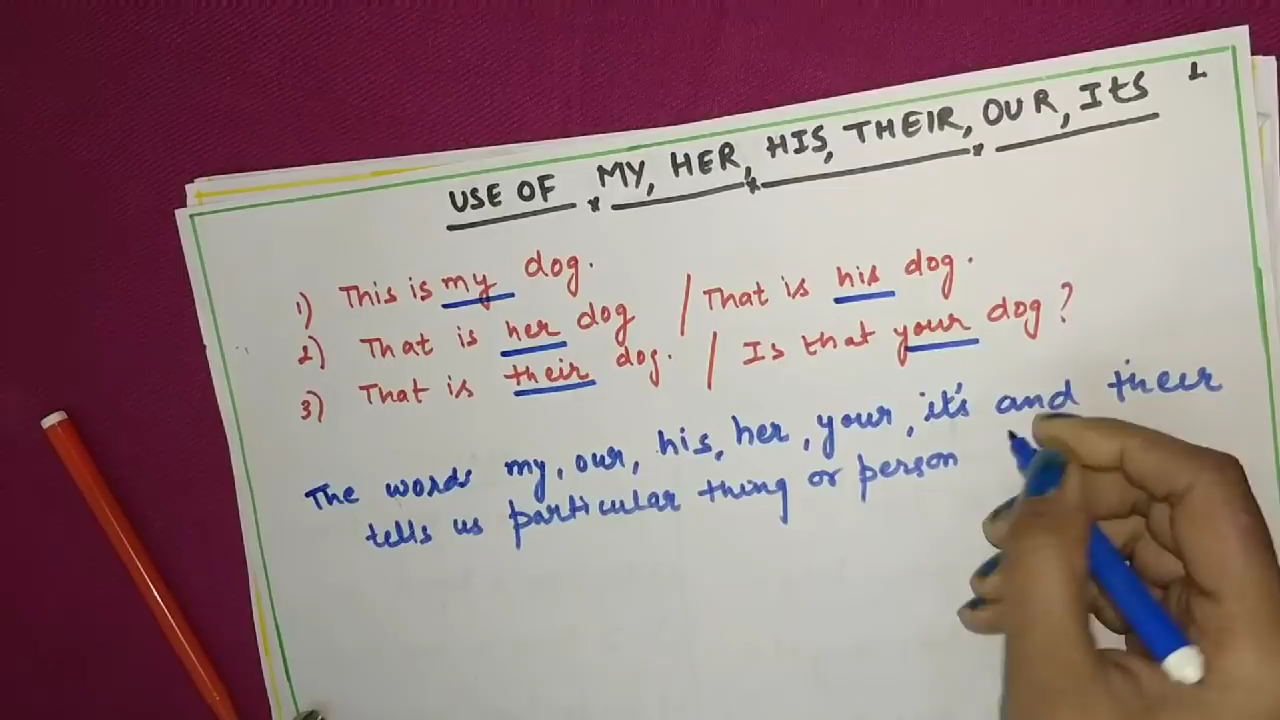 USE OF MY, HER, HIS, THEIR, OUR, ITS
1) This is my dog.
2) That is her dog / That is his dog.
3) That is their dog. / Is that your dog?
The words my, our, his, her, your, it's and their
tells us particular thing or person